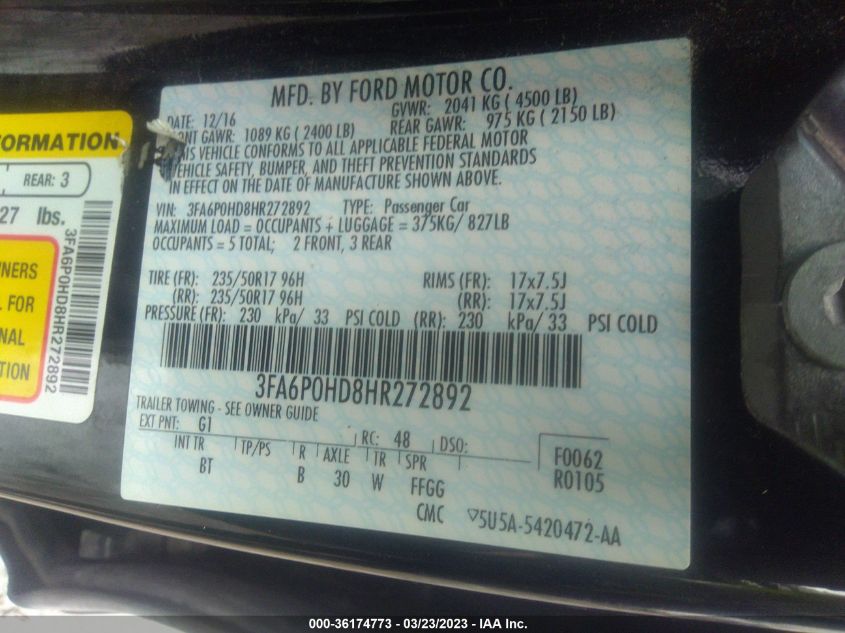 MFD. BY FORD MOTOR CO.
DATE: 12/16 GVWR: 2041 KG ( 4500 LB)
FRONT GAWR: 1089 KG ( 2400 LB) REAR GAWR: 975 KG ( 2150 LB)
THIS VEHICLE CONFORMS TO ALL APPLICABLE FEDERAL MOTOR
VEHICLE SAFETY, BUMPER, AND THEFT PREVENTION STANDARDS
IN EFFECT ON THE DATE OF MANUFACTURE SHOWN ABOVE.
VIN: 3FA6P0HD8HR272892 TYPE: Passenger Car
MAXIMUM LOAD = OCCUPANTS + LUGGAGE = 375KG/ 827LB
OCCUPANTS = 5 TOTAL; 2 FRONT, 3 REAR
TIRE (FR): 235/50R17 96H RIMS (FR): 17x7.5J
(RR): 235/50R17 96H (RR): 17x7.5J
PRESSURE (FR): 230 kPa/ 33 PSI COLD (RR): 230 kPa/ 33 PSI COLD
3FA6P0HD8HR272892
TRAILER TOWING - SEE OWNER GUIDE
EXT PNT: G1 RC: 48 DSO:
INT TR TP/PS R AXLE TR SPR F0062
BT B 30 W FFGG R0105
CMC 5U5A-5420472-AA
FORMATION
REAR: 3
27 lbs.
3FA6P0HD8HR272892
WNERS
L FOR
NAL
ION.
000-36174773 - 03/23/2023 - IAA Inc.